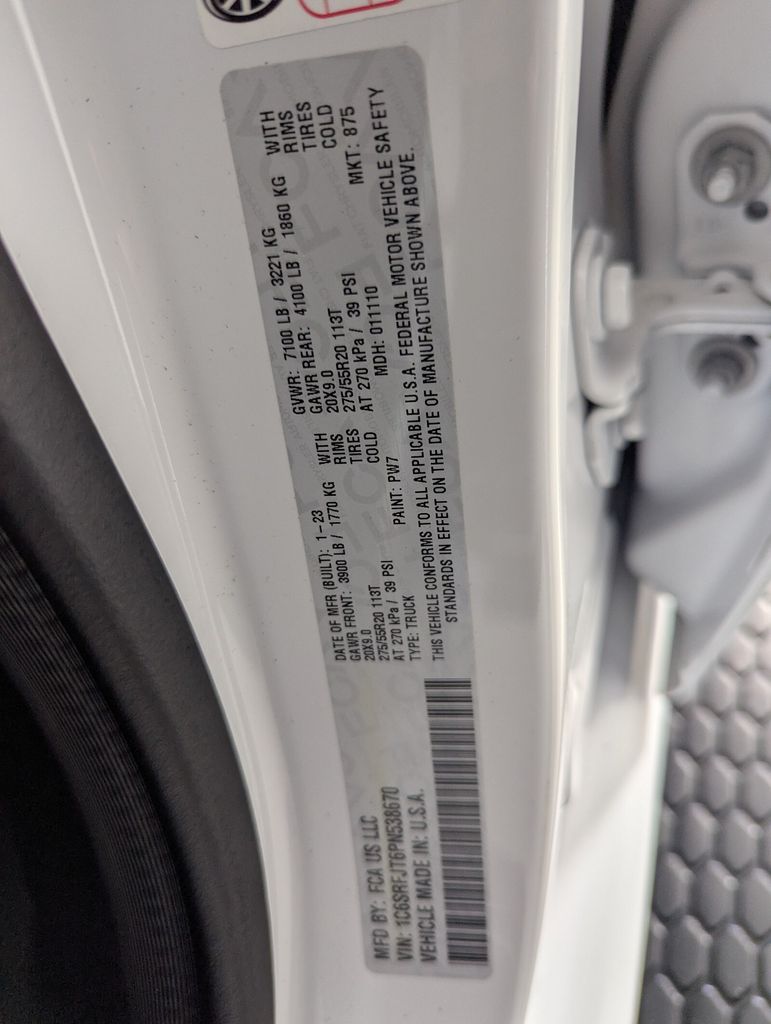 MFD BY: FCA US LLC
VIN: 1C6SRFJT6PN538670
VEHICLE MADE IN: U.S.A.
DATE OF MFR (BUILT): 1-23
GAWR FRONT: 3900 LB / 1770 KG WITH
20X9.0 RIMS
275/55R20 113T TIRES
AT 270 kPa / 39 PSI COLD
TYPE: TRUCK PAINT: PW7
GVWR: 7100 LB / 3221 KG
GAWR REAR: 4100 LB / 1860 KG WITH
20X9.0 RIMS
275/55R20 113T TIRES
AT 270 kPa / 39 PSI COLD
MDH: 011110 MKT: 875
THIS VEHICLE CONFORMS TO ALL APPLICABLE U.S.A. FEDERAL MOTOR VEHICLE SAFETY
STANDARDS IN EFFECT ON THE DATE OF MANUFACTURE SHOWN ABOVE.